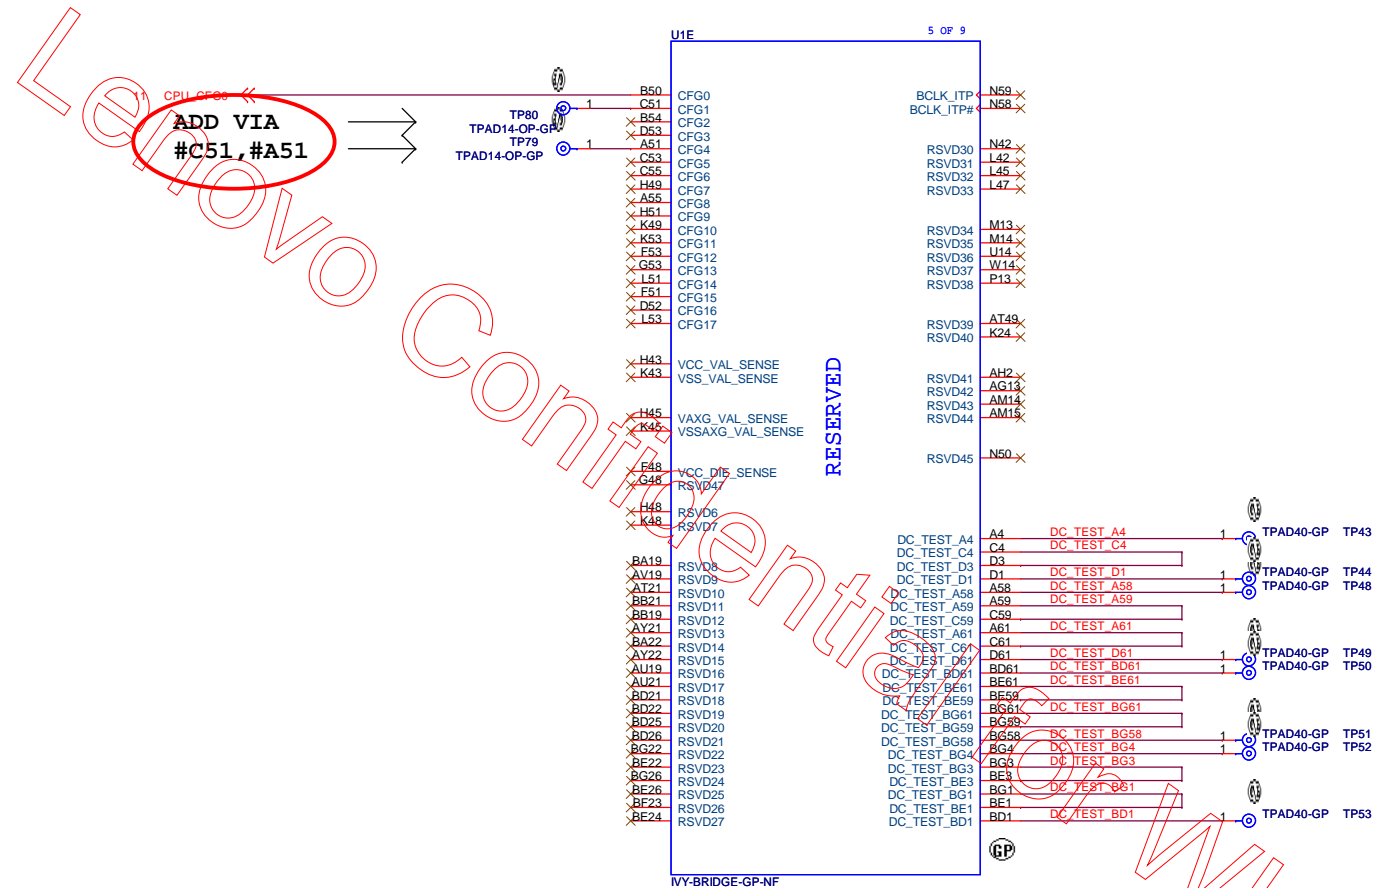 U1E
5 OF 9
11 CPU_CFG0
ADD VIA
#C51,#A51
TP80
TPAD14-OP-GP
TP79
TPAD14-OP-GP
1
1
B50 CFG0
C51 CFG1
B54 CFG2
D53 CFG3
A51 CFG4
C53 CFG5
C55 CFG6
H49 CFG7
A55 CFG8
H51 CFG9
K49 CFG10
K53 CFG11
F53 CFG12
G53 CFG13
L51 CFG14
F51 CFG15
D52 CFG16
L53 CFG17
H43 VCC_VAL_SENSE
K43 VSS_VAL_SENSE
H45 VAXG_VAL_SENSE
K45 VSSAXG_VAL_SENSE
F48 VCC_DIE_SENSE
G48 RSVD47
H48 RSVD6
K48 RSVD7
BA19 RSVD8
AV19 RSVD9
AT21 RSVD10
BB21 RSVD11
BB19 RSVD12
AY21 RSVD13
BA22 RSVD14
AY22 RSVD15
AU19 RSVD16
AU21 RSVD17
BD21 RSVD18
BD22 RSVD19
BD25 RSVD20
BD26 RSVD21
BG22 RSVD22
BE22 RSVD23
BG26 RSVD24
BE26 RSVD25
BF23 RSVD26
BE24 RSVD27
RESERVED
BCLK_ITP N59
BCLK_ITP# N58
RSVD30 N42
RSVD31 L42
RSVD32 L45
RSVD33 L47
RSVD34 M13
RSVD35 M14
RSVD36 U14
RSVD37 W14
RSVD38 P13
RSVD39 AT49
RSVD40 K24
RSVD41 AH2
RSVD42 AG13
RSVD43 AM14
RSVD44 AM15
RSVD45 N50
DC_TEST_A4 A4 DC_TEST_A4 1 TPAD40-GP TP43
DC_TEST_C4 C4 DC_TEST_C4
DC_TEST_D3 D3
DC_TEST_D1 D1 DC_TEST_D1 1 TPAD40-GP TP44
DC_TEST_A58 A58 DC_TEST_A58 1 TPAD40-GP TP48
DC_TEST_A59 A59 DC_TEST_A59
DC_TEST_C59 C59
DC_TEST_A61 A61 DC_TEST_A61
DC_TEST_C61 C61
DC_TEST_D61 D61 DC_TEST_D61 1 TPAD40-GP TP49
DC_TEST_BD61 BD61 DC_TEST_BD61 1 TPAD40-GP TP50
DC_TEST_BE61 BE61 DC_TEST_BE61
DC_TEST_BE59 BE59
DC_TEST_BG61 BG61 DC_TEST_BG61
DC_TEST_BG59 BG59
DC_TEST_BG58 BG58 DC_TEST_BG58 1 TPAD40-GP TP51
DC_TEST_BG4 BG4 DC_TEST_BG4 1 TPAD40-GP TP52
DC_TEST_BG3 BG3 DC_TEST_BG3
DC_TEST_BE3 BE3
DC_TEST_BG1 BG1 DC_TEST_BG1
DC_TEST_BE1 BE1
DC_TEST_BD1 BD1 DC_TEST_BD1 1 TPAD40-GP TP53
GP
IVY-BRIDGE-GP-NF
Lenovo Confidential